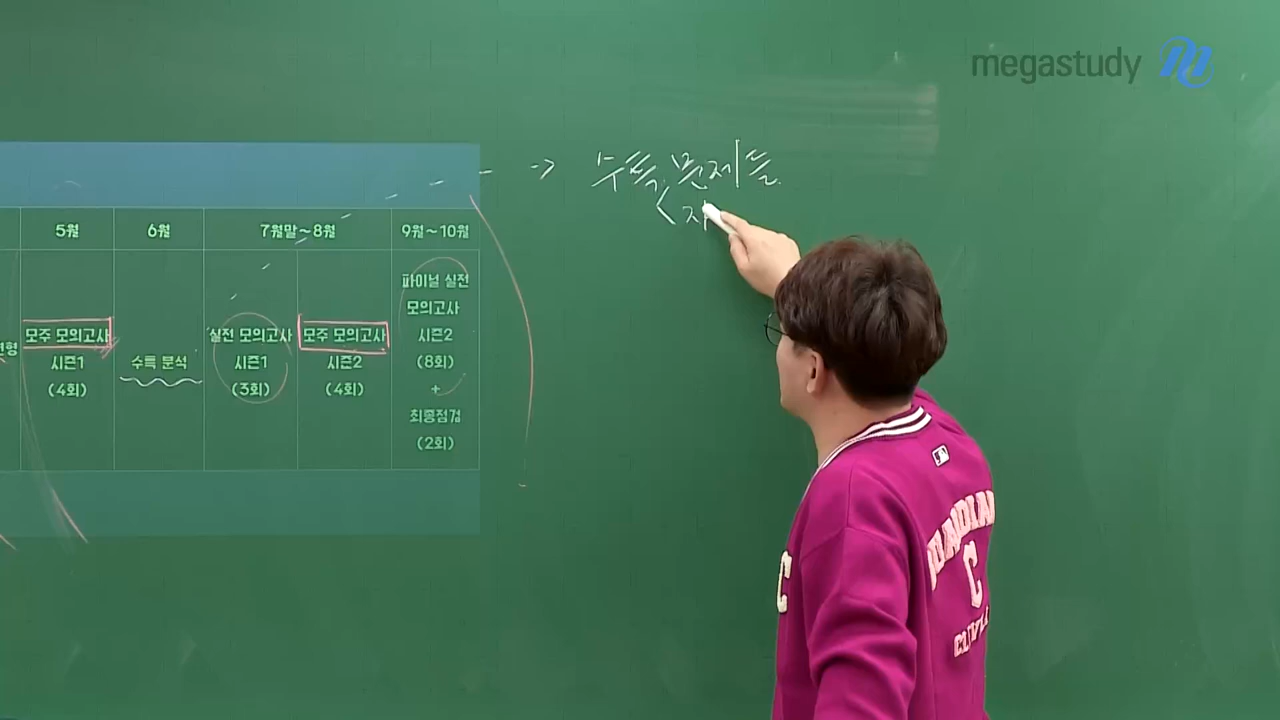 megastudy
→ 수특 문제들
5월 6월 7월말~8월 9월~10월
모주 모의고사
시즌1
(4회)
수특 분석
실전 모의고사
시즌1
(3회)
모주 모의고사
시즌2
(4회)
파이널 실전
모의고사
시즌2
(8회)
+
최종점검
(2회)
C
CLEVEL